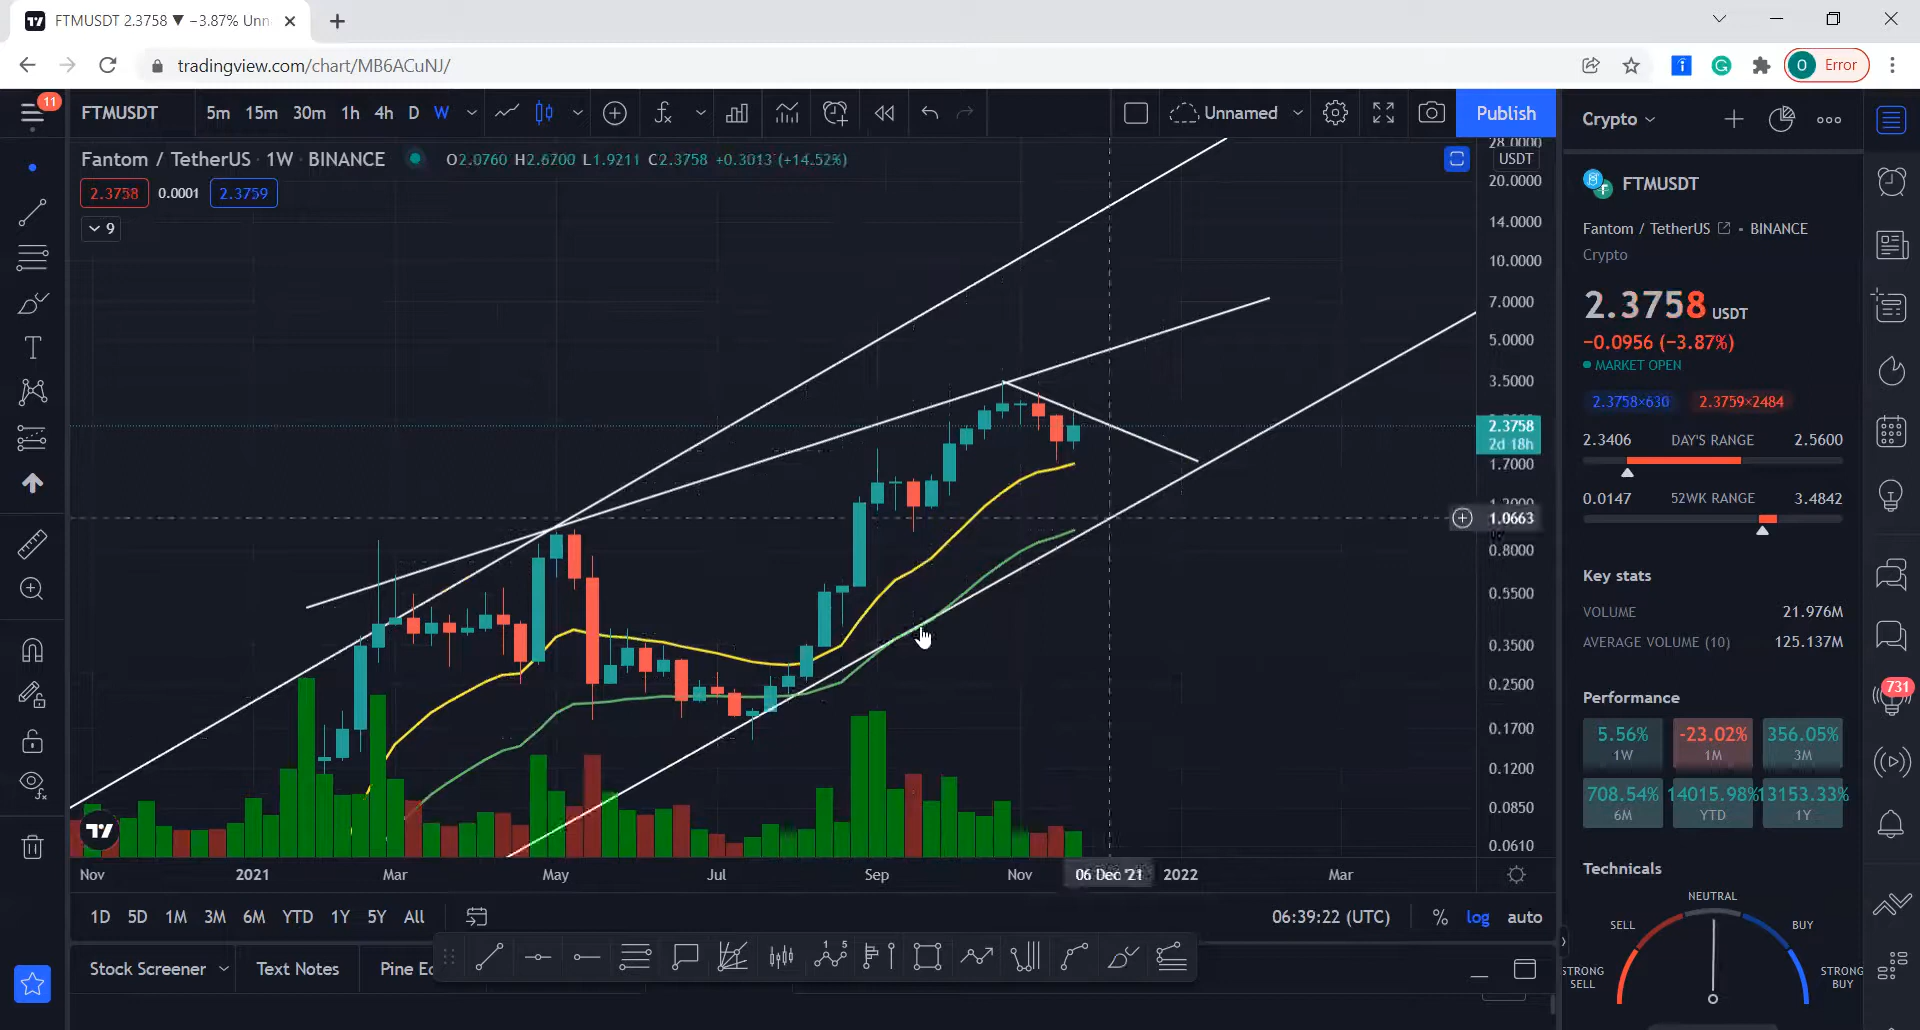 FTMUSDT 2.3758 ▼ −3.87% Unn
tradingview.com/chart/MB6ACuNJ/
Error
11
FTMUSDT 5m 15m 30m 1h 4h D W Unnamed Publish
Crypto
Fantom / TetherUS · 1W · BINANCE O2.0760 H2.6200 L1.9211 C2.3758 +0.3013 (+14.52%)
2.3758 0.0001 2.3759
9
28.0000
USDT
20.0000
14.0000
10.0000
7.0000
5.0000
3.5000
2.3758
2d 18h
1.7000
1.2000
1.0663
0.8000
0.5500
0.3500
0.2500
0.1700
0.1200
0.0850
0.0610
Nov 2021 Mar May Jul Sep Nov 06 Dec '21 2022 Mar
1D 5D 1M 3M 6M YTD 1Y 5Y All
06:39:22 (UTC) % log auto
Stock Screener Text Notes Pine E
FTMUSDT
Fantom / TetherUS · BINANCE
Crypto
2.3758 USDT
−0.0956 (−3.87%)
MARKET OPEN
2.3758×630 2.3759×2484
2.3406 DAY'S RANGE 2.5600
0.0147 52WK RANGE 3.4842
Key stats
VOLUME 21.976M
AVERAGE VOLUME (10) 125.137M
731
Performance
5.56% -23.02% 356.05%
1W 1M 3M
708.54% 14015.98% 13153.33%
6M YTD 1Y
Technicals
NEUTRAL
SELL BUY
STRONG SELL
STRONG BUY